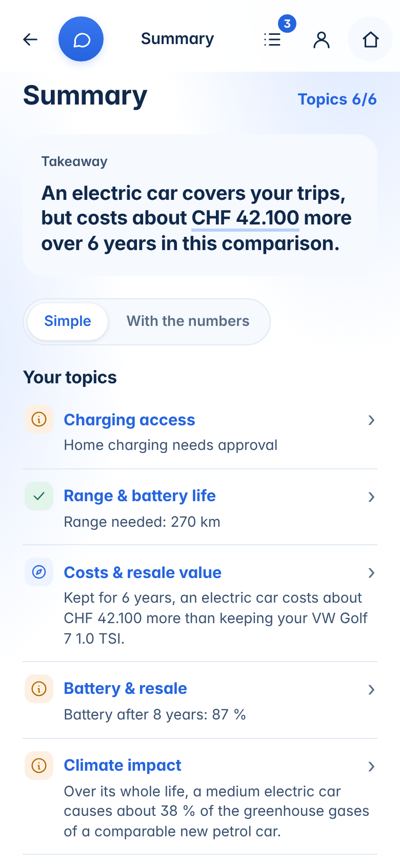 Summary
3
Summary
Topics 6/6
Takeaway
An electric car covers your trips,
but costs about CHF 42.100 more
over 6 years in this comparison.
Simple
With the numbers
Your topics
Charging access
Home charging needs approval
Range & battery life
Range needed: 270 km
Costs & resale value
Kept for 6 years, an electric car costs about
CHF 42.100 more than keeping your VW Golf
7 1.0 TSI.
Battery & resale
Battery after 8 years: 87 %
Climate impact
Over its whole life, a medium electric car
causes about 38 % of the greenhouse gases
of a comparable new petrol car.